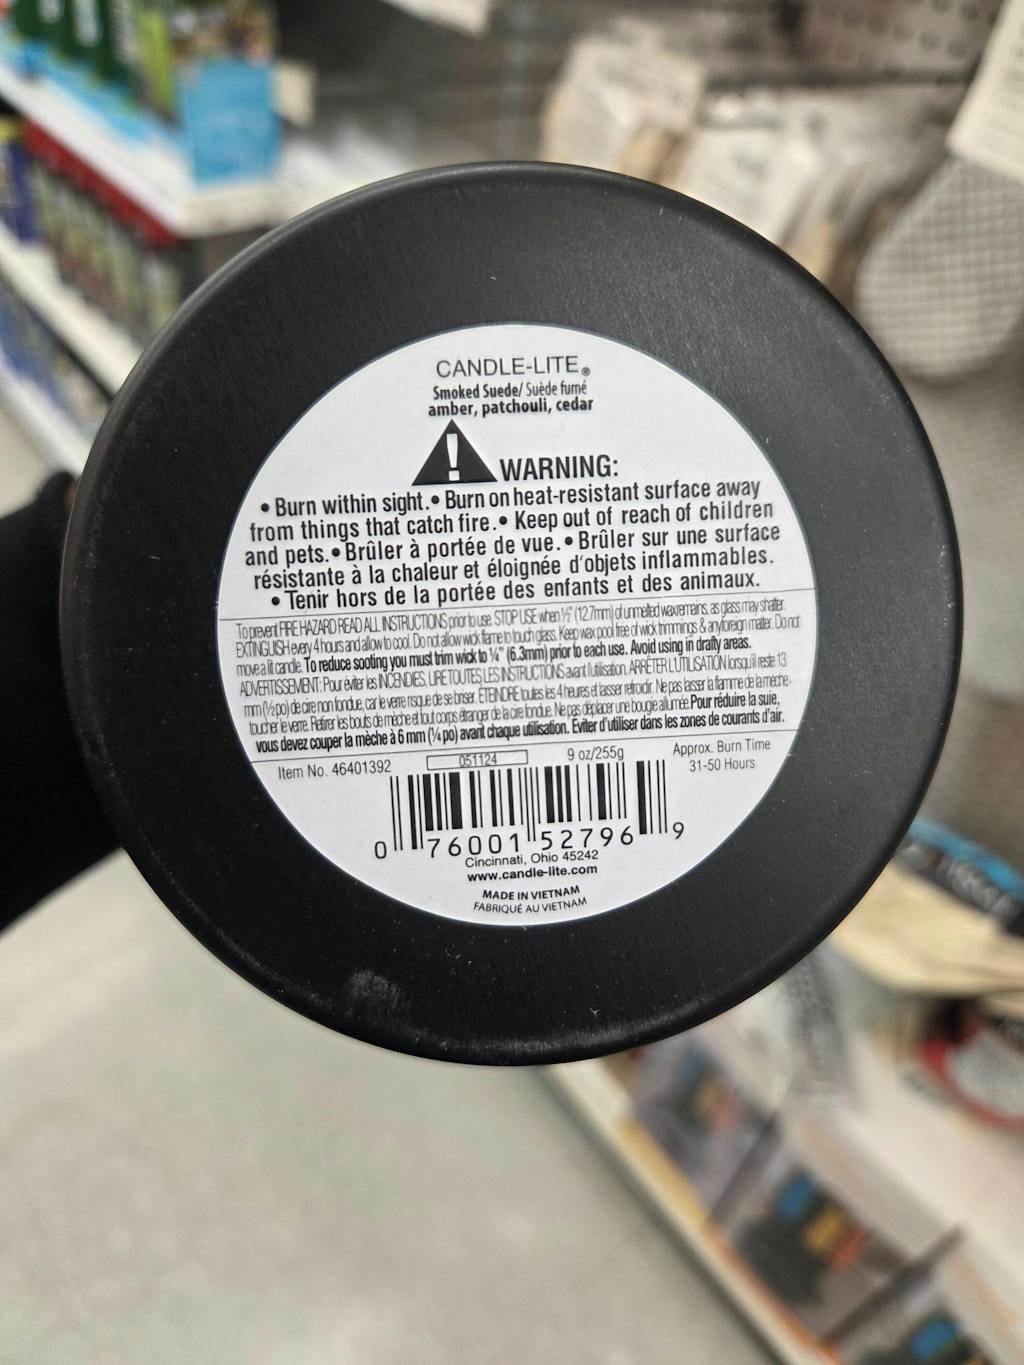 CANDLE-LITE®
Smoked Suede/ Suède fumé
amber, patchouli, cedar
! WARNING:
• Burn within sight. • Burn on heat-resistant surface away
from things that catch fire. • Keep out of reach of children
and pets. • Brûler à portée de vue. • Brûler sur une surface
résistante à la chaleur et éloignée d'objets inflammables.
• Tenir hors de la portée des enfants et des animaux.
To prevent FIRE HAZARD READ ALL INSTRUCTIONS prior to use. STOP USE when ½" (12.7mm) of unmelted wax remains, as glass may shatter.
EXTINGUISH every 4 hours and allow to cool. Do not allow wick flame to touch glass. Keep wax pool free of wick trimmings & any foreign matter. Do not
move a lit candle. To reduce sooting you must trim wick to ¼" (6.3mm) prior to each use. Avoid using in drafty areas.
ADVERTISSEMENT: Pour éviter les INCENDIES, LIRE TOUTES LES INSTRUCTIONS avant l'utilisation. ARRÊTER L'UTILISATION lorsqu'il reste 13
mm (½ po) de cire non fondue, car le verre risque de se briser. ÉTEINDRE toutes les 4 heures et laisser refroidir. Ne pas laisser la flamme de la mèche
toucher le verre. Retirer les bouts de mèche et tout corps étranger de la cire fondue. Ne pas déplacer une bougie allumée. Pour réduire la suie,
vous devez couper la mèche à 6 mm (¼ po) avant chaque utilisation. Éviter d'utiliser dans les zones de courants d'air.
Item No. 46401392 051124 9 oz/255g Approx. Burn Time
31-50 Hours
0 76001 52796 9
Cincinnati, Ohio 45242
www.candle-lite.com
MADE IN VIETNAM
FABRIQUÉ AU VIETNAM